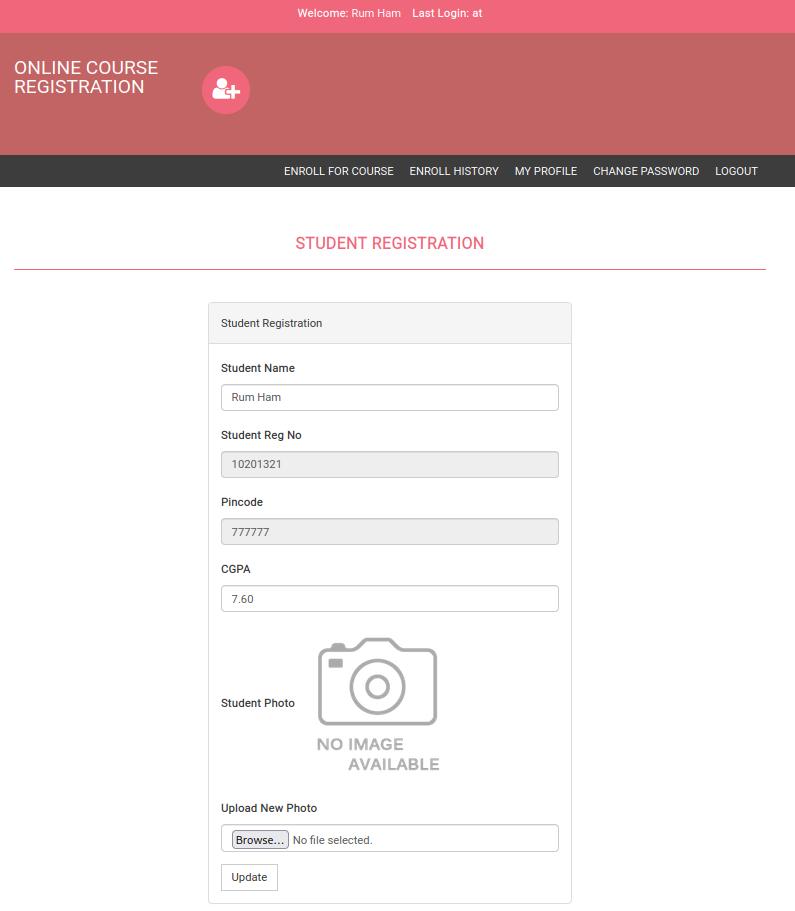 Welcome: Rum Ham Last Login: at
ONLINE COURSE
REGISTRATION
ENROLL FOR COURSE ENROLL HISTORY MY PROFILE CHANGE PASSWORD LOGOUT
STUDENT REGISTRATION
Student Registration
Student Name
Rum Ham
Student Reg No
10201321
Pincode
777777
CGPA
7.60
Student Photo
NO IMAGE
AVAILABLE
Upload New Photo
Browse... No file selected.
Update